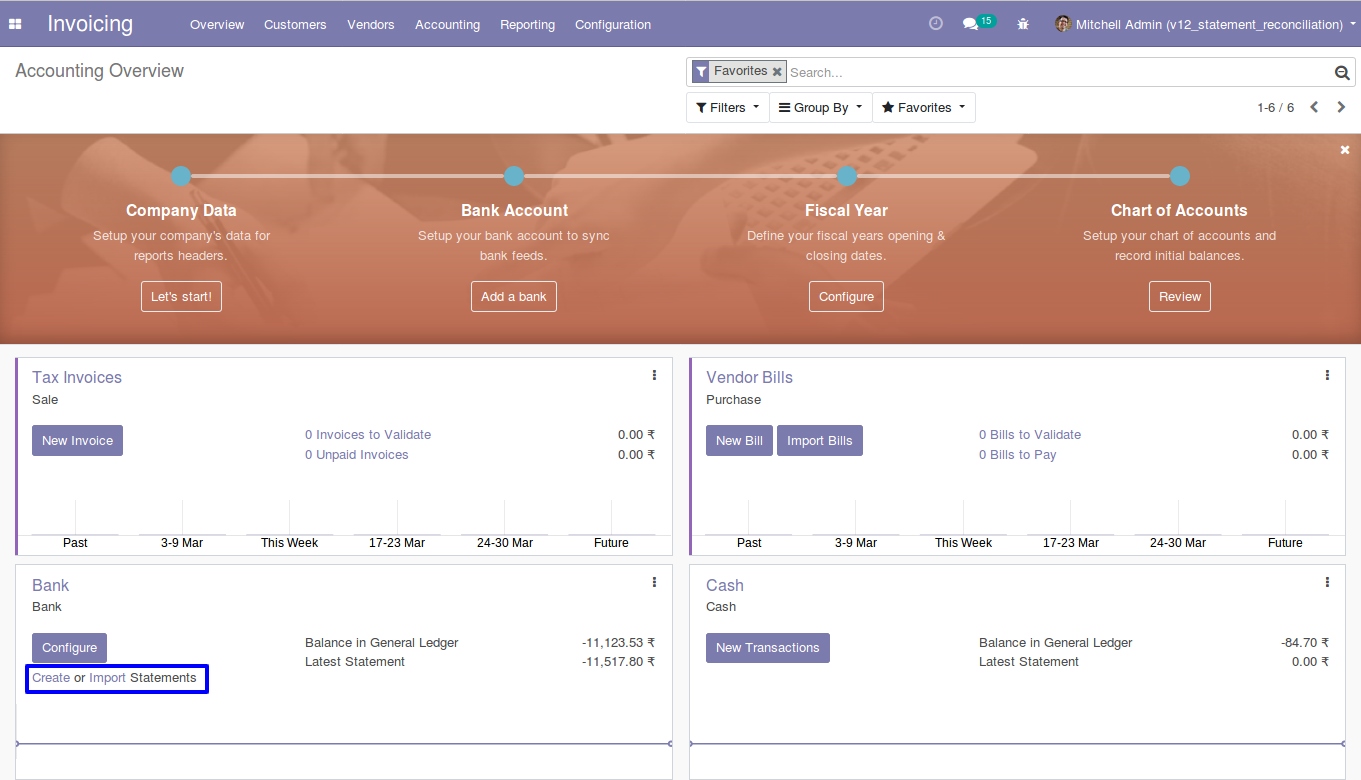 Invoicing Overview Customers Vendors Accounting Reporting Configuration 15 Mitchell Admin (v12_statement_reconciliation)
Accounting Overview
Favorites Search...
Filters Group By Favorites 1-6 / 6
Company Data Bank Account Fiscal Year Chart of Accounts
Setup your company's data for Setup your bank account to sync Define your fiscal years opening & Setup your chart of accounts and
reports headers. bank feeds. closing dates. record initial balances.
Let's start! Add a bank Configure Review
Tax Invoices
Sale
New Invoice
0 Invoices to Validate 0.00 ₹
0 Unpaid Invoices 0.00 ₹
Past 3-9 Mar This Week 17-23 Mar 24-30 Mar Future
Vendor Bills
Purchase
New Bill Import Bills
0 Bills to Validate 0.00 ₹
0 Bills to Pay 0.00 ₹
Past 3-9 Mar This Week 17-23 Mar 24-30 Mar Future
Bank
Bank
Configure
Create or Import Statements
Balance in General Ledger -11,123.53 ₹
Latest Statement -11,517.80 ₹
Cash
Cash
New Transactions
Balance in General Ledger -84.70 ₹
Latest Statement 0.00 ₹